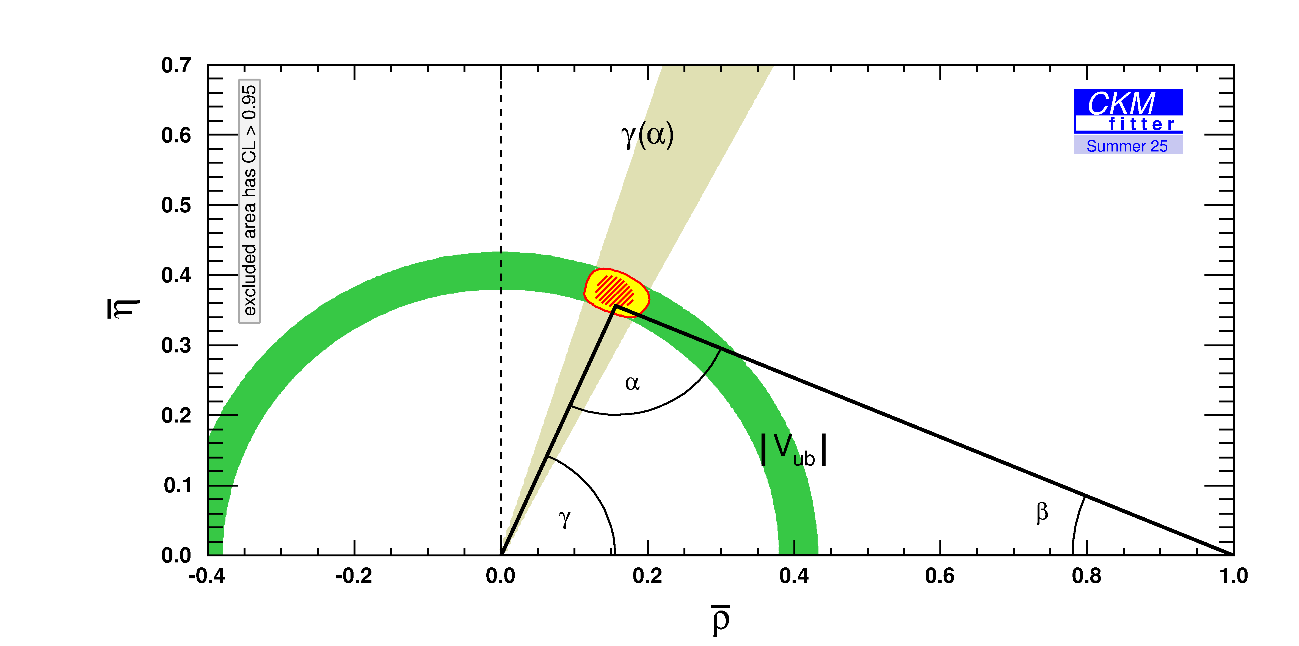 0.7
0.6
0.5
0.4
0.3
0.2
0.1
0.0
η̅
excluded area has CL > 0.95
γ(α)
CKM
fitter
Summer 25
α
|Vub|
γ
β
-0.4 -0.2 0.0 0.2 0.4 0.6 0.8 1.0
ρ̅